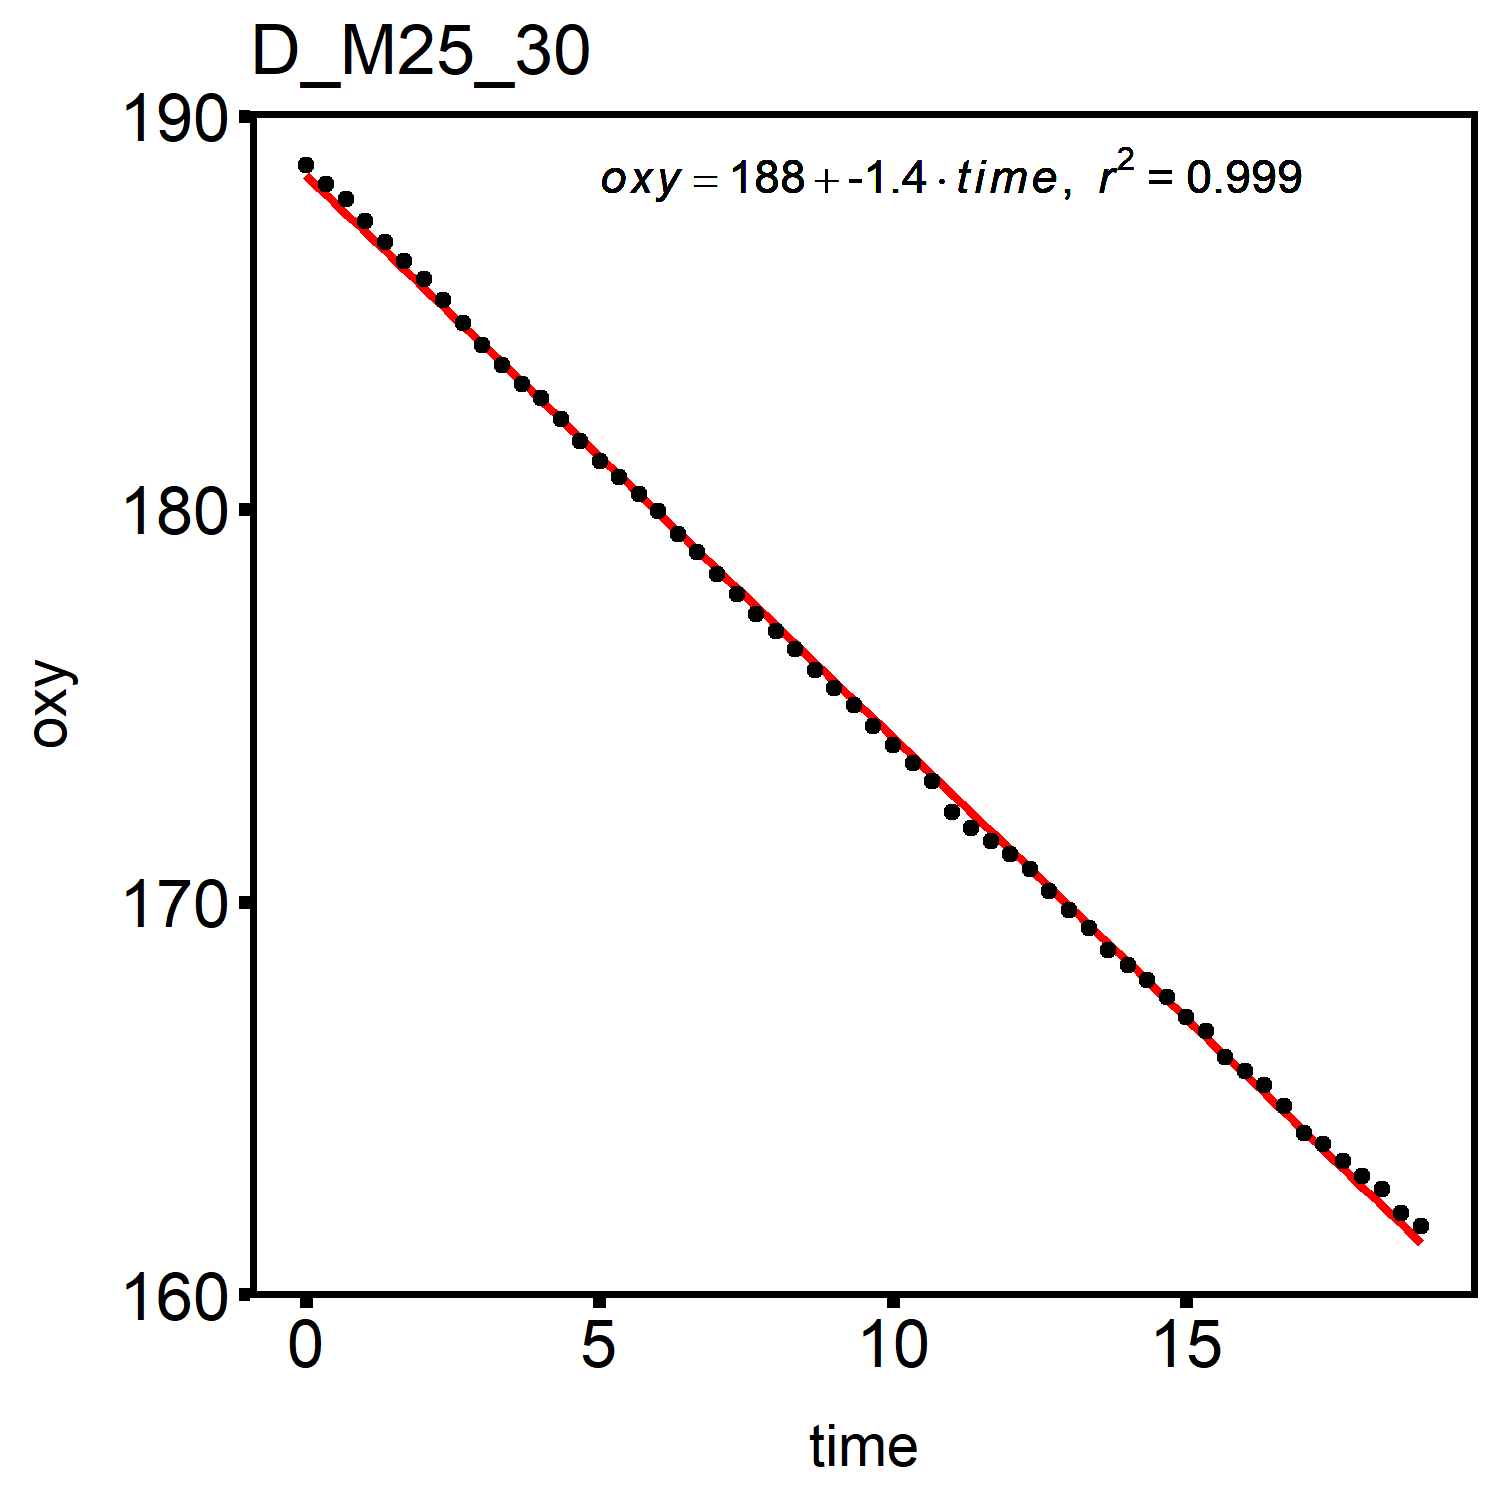 D_M25_30
190
oxy = 188 + -1.4 · time, r² = 0.999
180
170
160
oxy
0 5 10 15
time